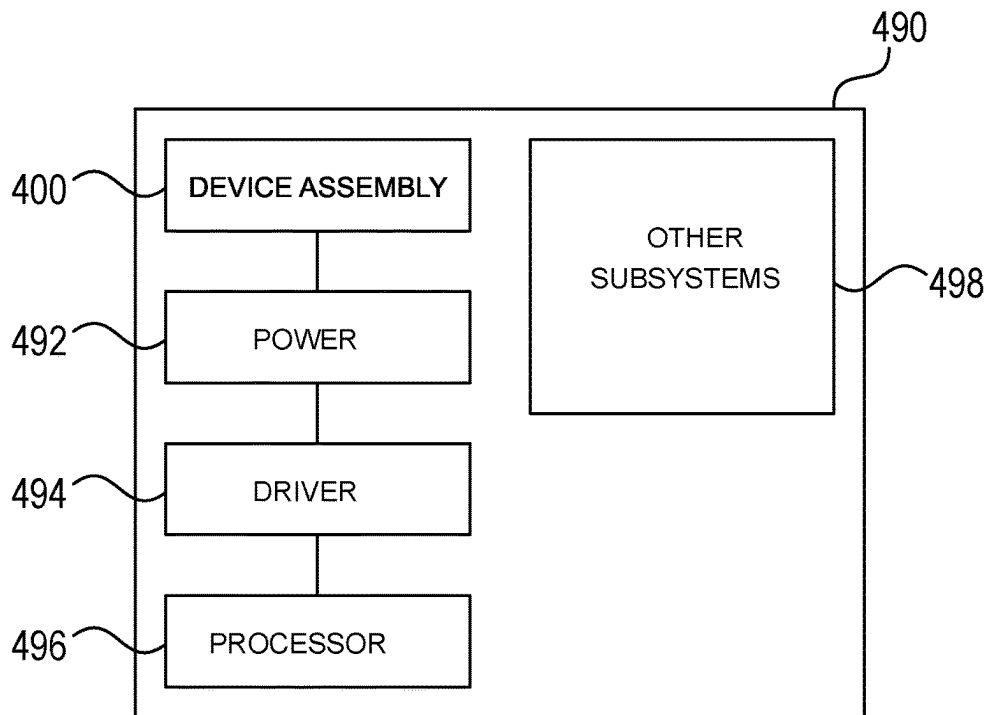 490
400
DEVICE ASSEMBLY
OTHER
SUBSYSTEMS
498
492
POWER
494
DRIVER
496
PROCESSOR